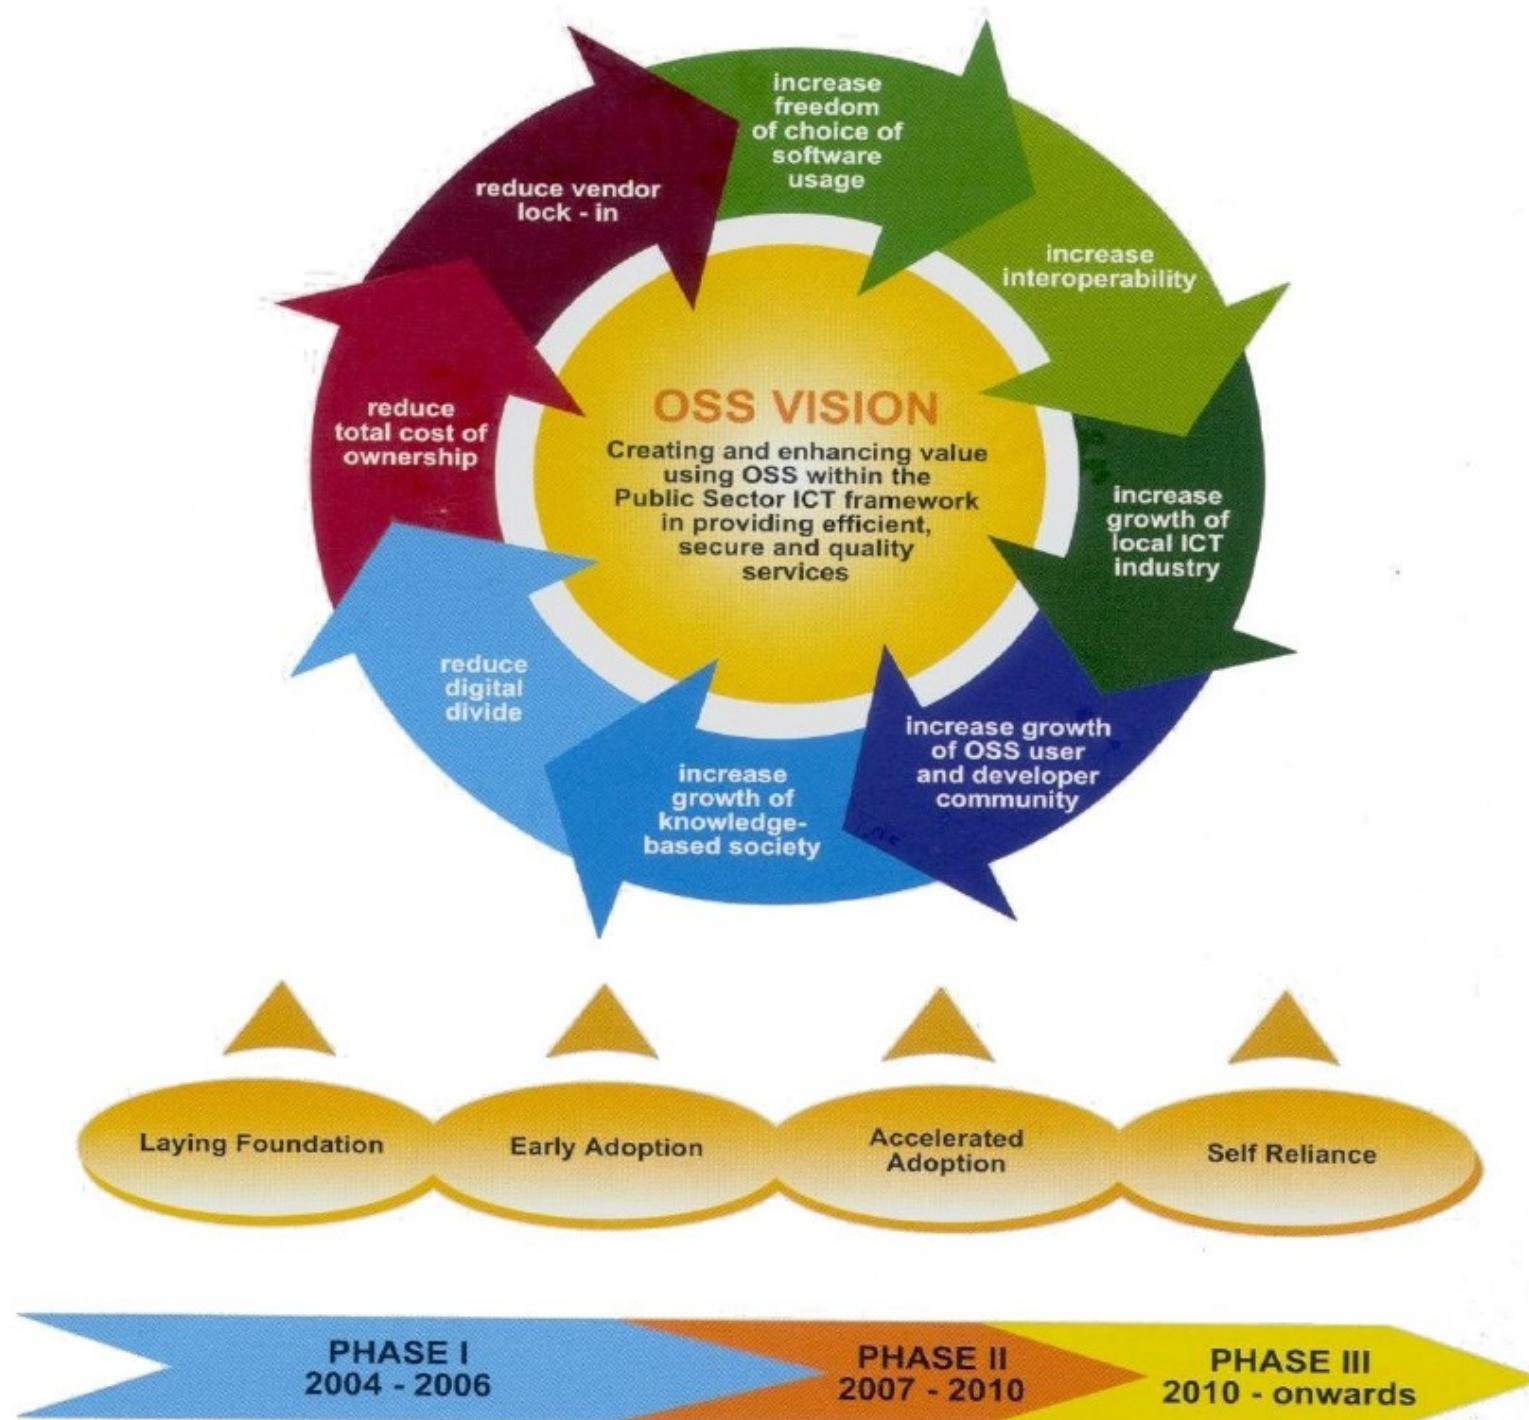 increase
freedom
of choice of
software
usage
increase
interoperability
increase
growth of
local ICT
industry
increase growth
of OSS user
and developer
community
increase
growth of
knowledge-
based society
reduce
digital
divide
reduce
total cost of
ownership
reduce vendor
lock - in
OSS VISION
Creating and enhancing value
using OSS within the
Public Sector ICT framework
in providing efficient,
secure and quality
services
Laying Foundation
Early Adoption
Accelerated
Adoption
Self Reliance
PHASE I
2004 - 2006
PHASE II
2007 - 2010
PHASE III
2010 - onwards